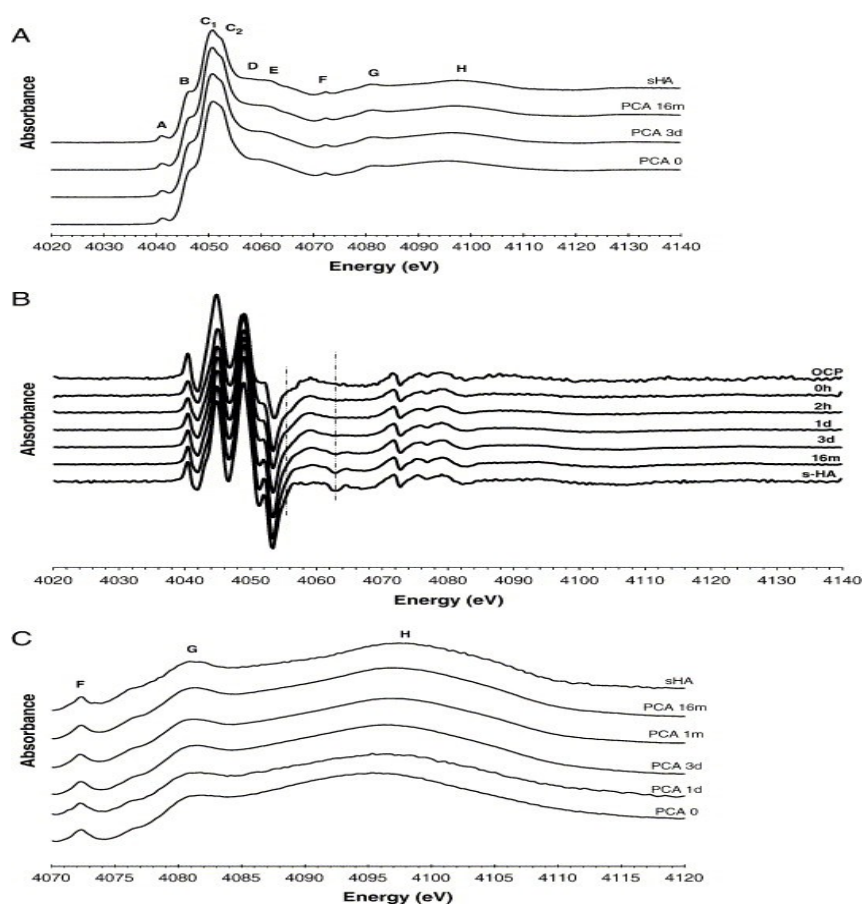 A
C1
C2
B
D
E
A
F
G
H
sHA
PCA 16m
PCA 3d
PCA 0
Absorbance
4020 4030 4040 4050 4060 4070 4080 4090 4100 4110 4120 4130 4140
Energy (eV)
B
OCP
0h
2h
1d
3d
16m
s-HA
Absorbance
4020 4030 4040 4050 4060 4070 4080 4090 4100 4110 4120 4130 4140
Energy (eV)
C
F
G
H
sHA
PCA 16m
PCA 1m
PCA 3d
PCA 1d
PCA 0
Absorbance
4070 4075 4080 4085 4090 4095 4100 4105 4110 4115 4120
Energy (eV)